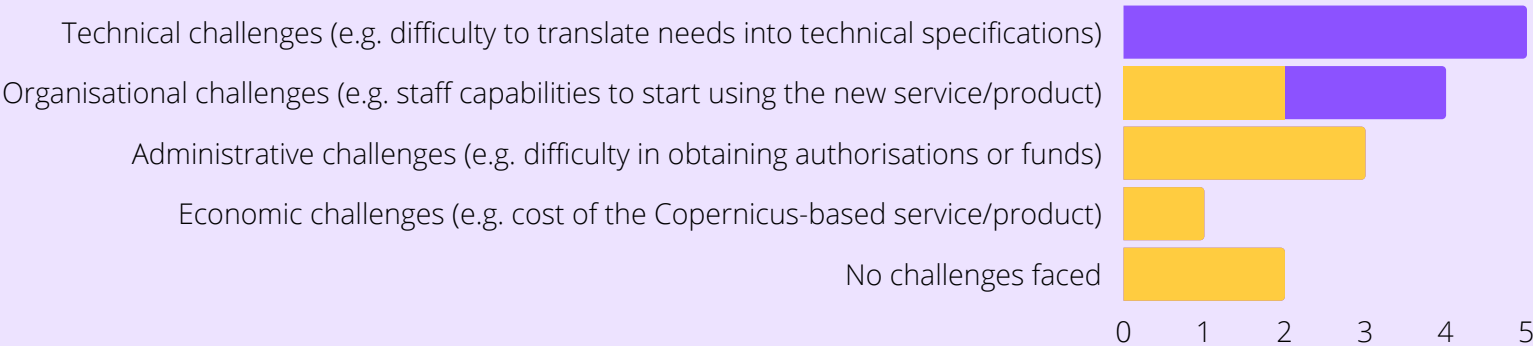 Technical challenges (e.g. difficulty to translate needs into technical specifications)
Organisational challenges (e.g. staff capabilities to start using the new service/product)
Administrative challenges (e.g. difficulty in obtaining authorisations or funds)
Economic challenges (e.g. cost of the Copernicus-based service/product)
No challenges faced
0 1 2 3 4 5